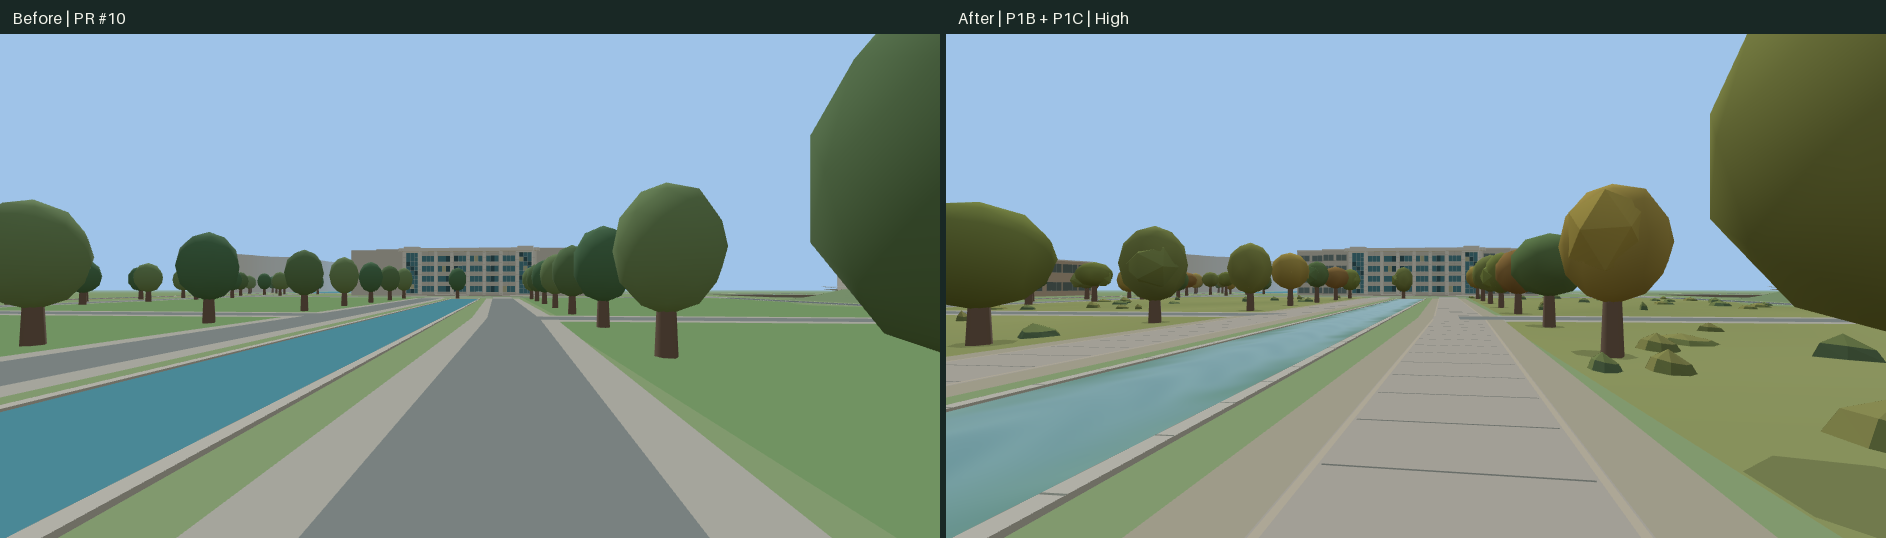 Before | PR #10
After | P1B + P1C | High